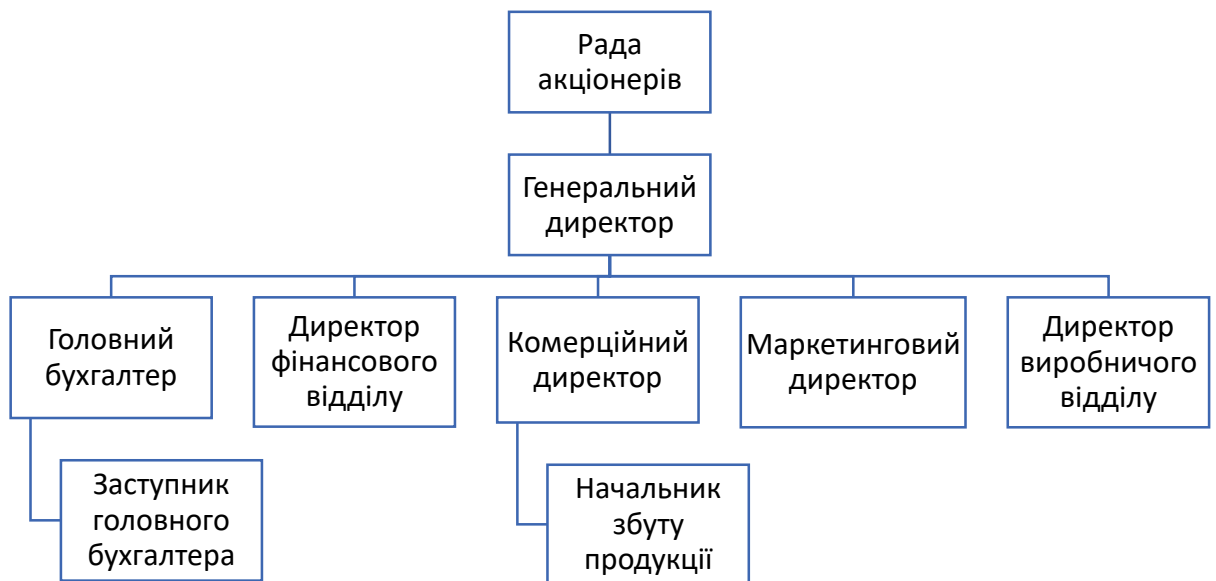 Рада
акціонерів
Генеральний
директор
Головний
бухгалтер
Директор
фінансового
відділу
Комерційний
директор
Маркетинговий
директор
Директор
виробничого
відділу
Заступник
головного
бухгалтера
Начальник
збуту
продукції